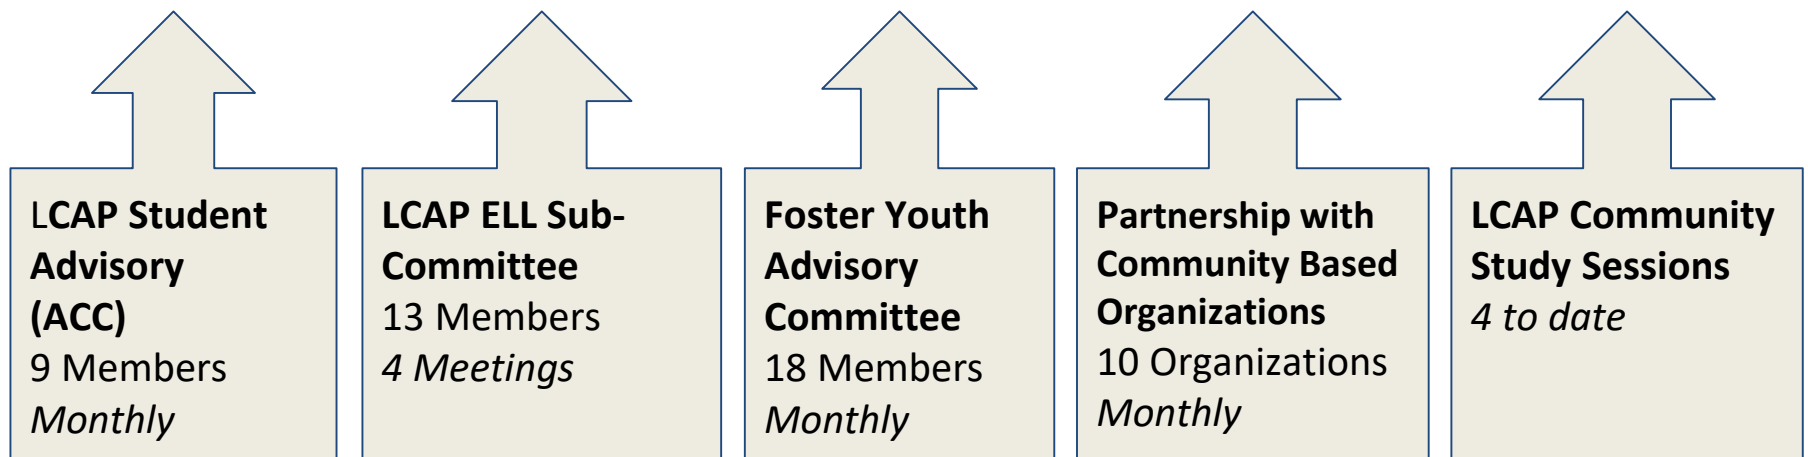 LCAP Student
Advisory
(ACC)
9 Members
Monthly
LCAP ELL Sub-
Committee
13 Members
4 Meetings
Foster Youth
Advisory
Committee
18 Members
Monthly
Partnership with
Community Based
Organizations
10 Organizations
Monthly
LCAP Community
Study Sessions
4 to date